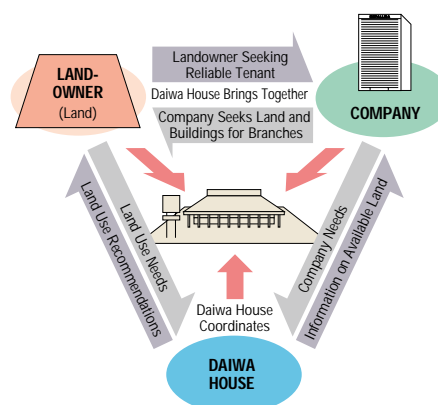 LAND-
OWNER
(Land)
Landowner Seeking
Reliable Tenant
Daiwa House Brings Together
Company Seeks Land and
Buildings for Branches
COMPANY
Land Use Recommendations
Land Use Needs
Company Needs
Information on Available Land
Daiwa House
Coordinates
DAIWA
HOUSE